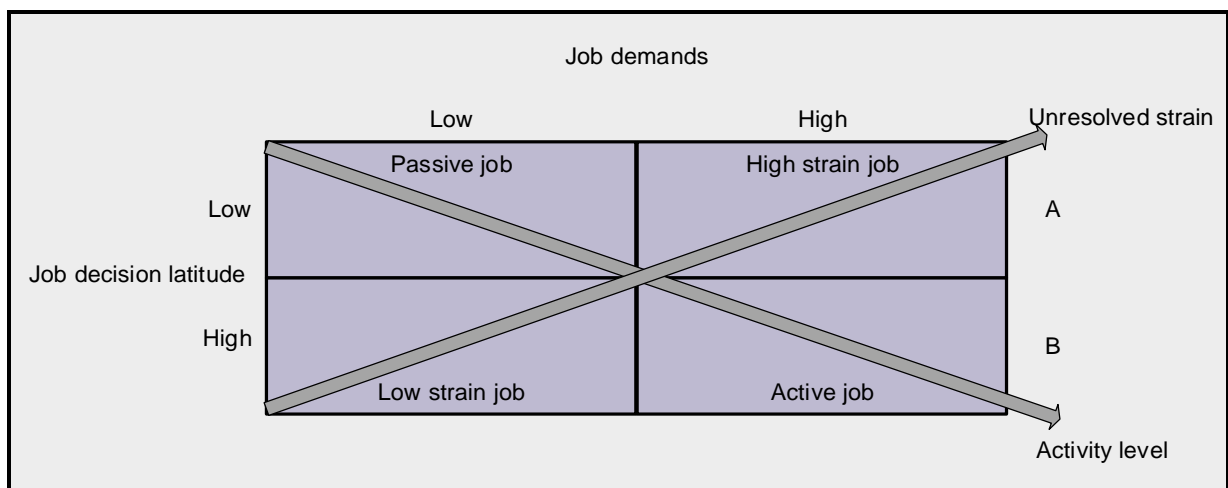 Job demands
Low
High
Unresolved strain
Passive job
High strain job
Low
A
Job decision latitude
High
B
Low strain job
Active job
Activity level